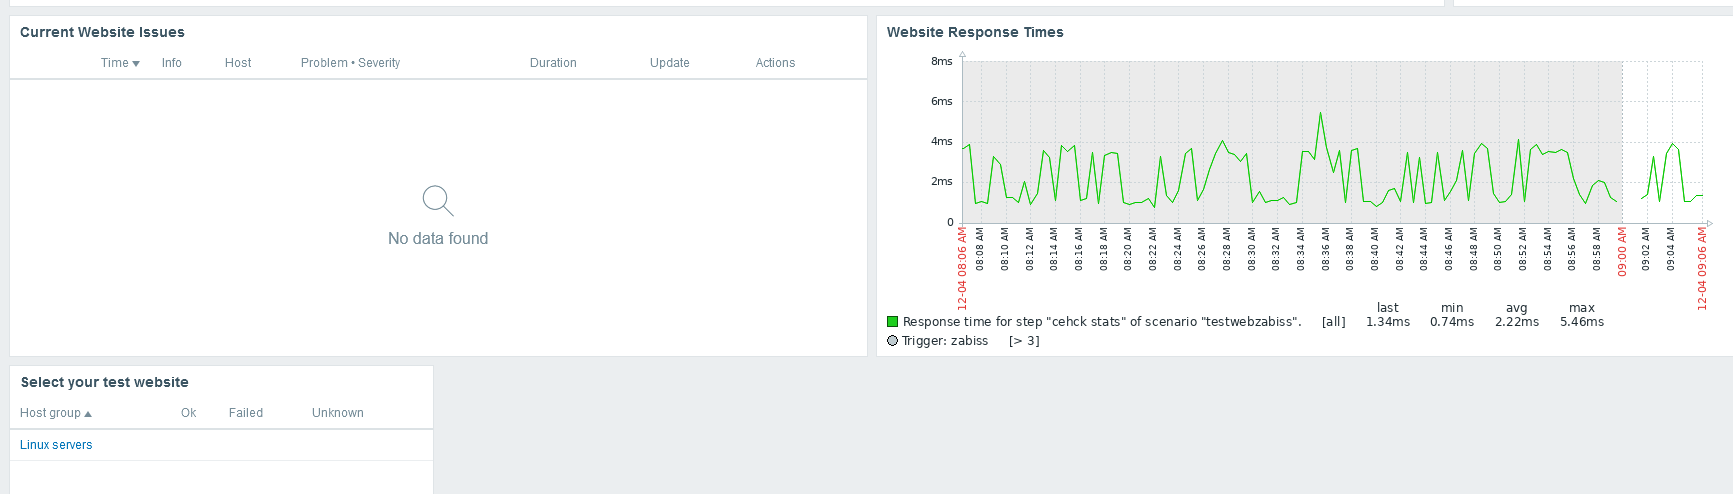 Current Website Issues
Time Info Host Problem • Severity Duration Update Actions
No data found
Website Response Times
8ms
6ms
4ms
2ms
0
12-04 08:06 AM
08:08 AM
08:10 AM
08:12 AM
08:14 AM
08:16 AM
08:18 AM
08:20 AM
08:22 AM
08:24 AM
08:26 AM
08:28 AM
08:30 AM
08:32 AM
08:34 AM
08:36 AM
08:38 AM
08:40 AM
08:42 AM
08:44 AM
08:46 AM
08:48 AM
08:50 AM
08:52 AM
08:54 AM
08:56 AM
08:58 AM
09:00 AM
09:02 AM
09:04 AM
12-04 09:06 AM
last min avg max
Response time for step "cehck stats" of scenario "testwebzabiss". [all] 1.34ms 0.74ms 2.22ms 5.46ms
Trigger: zabiss [> 3]
Select your test website
Host group Ok Failed Unknown
Linux servers